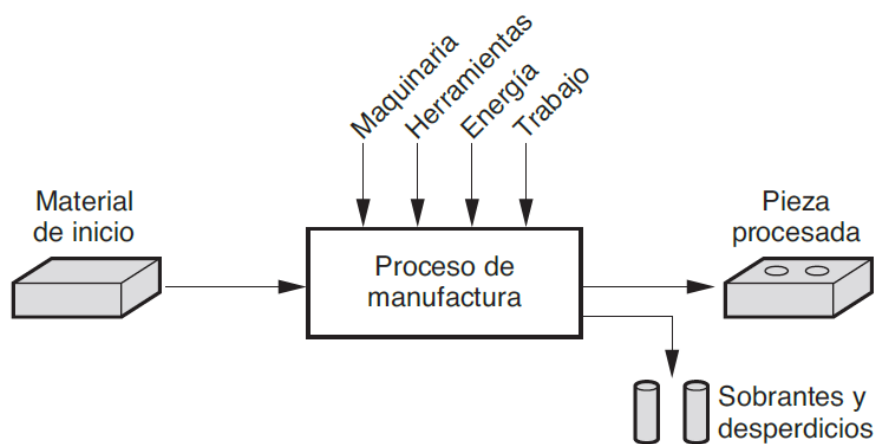 Maquinaria
Herramientas
Energía
Trabajo
Material
de inicio
Proceso de
manufactura
Pieza
procesada
Sobrantes y
desperdicios